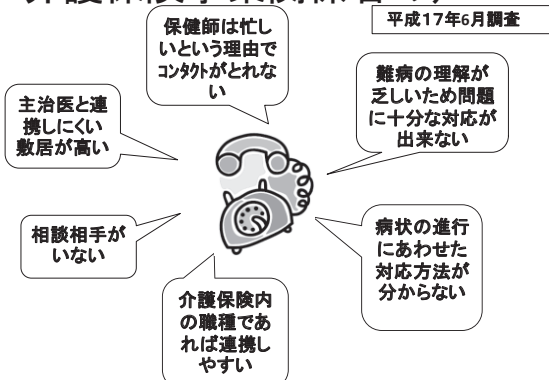 平成17年6月調査
保健師は忙し
いという理由で
コンタクトがとれな
い
難病の理解が
乏しいため問題
に十分な対応が
出来ない
主治医と連
携しにくい
敷居が高い
相談相手が
いない
病状の進行
にあわせた
対応方法が
分からない
介護保険内
の職種であ
れば連携し
やすい